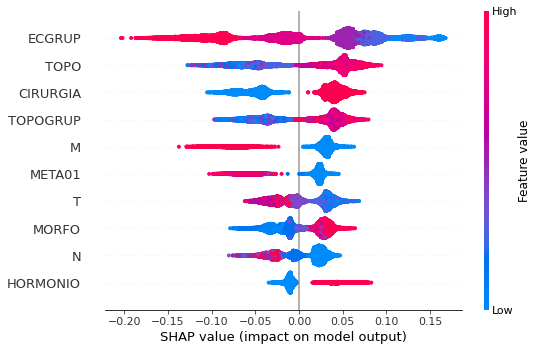 High
ECGRUP
TOPO
CIRURGIA
TOPOGRUP
M
META01
T
MORFO
N
HORMONIO
Feature value
Low
−0.20 −0.15 −0.10 −0.05 0.00 0.05 0.10 0.15
SHAP value (impact on model output)